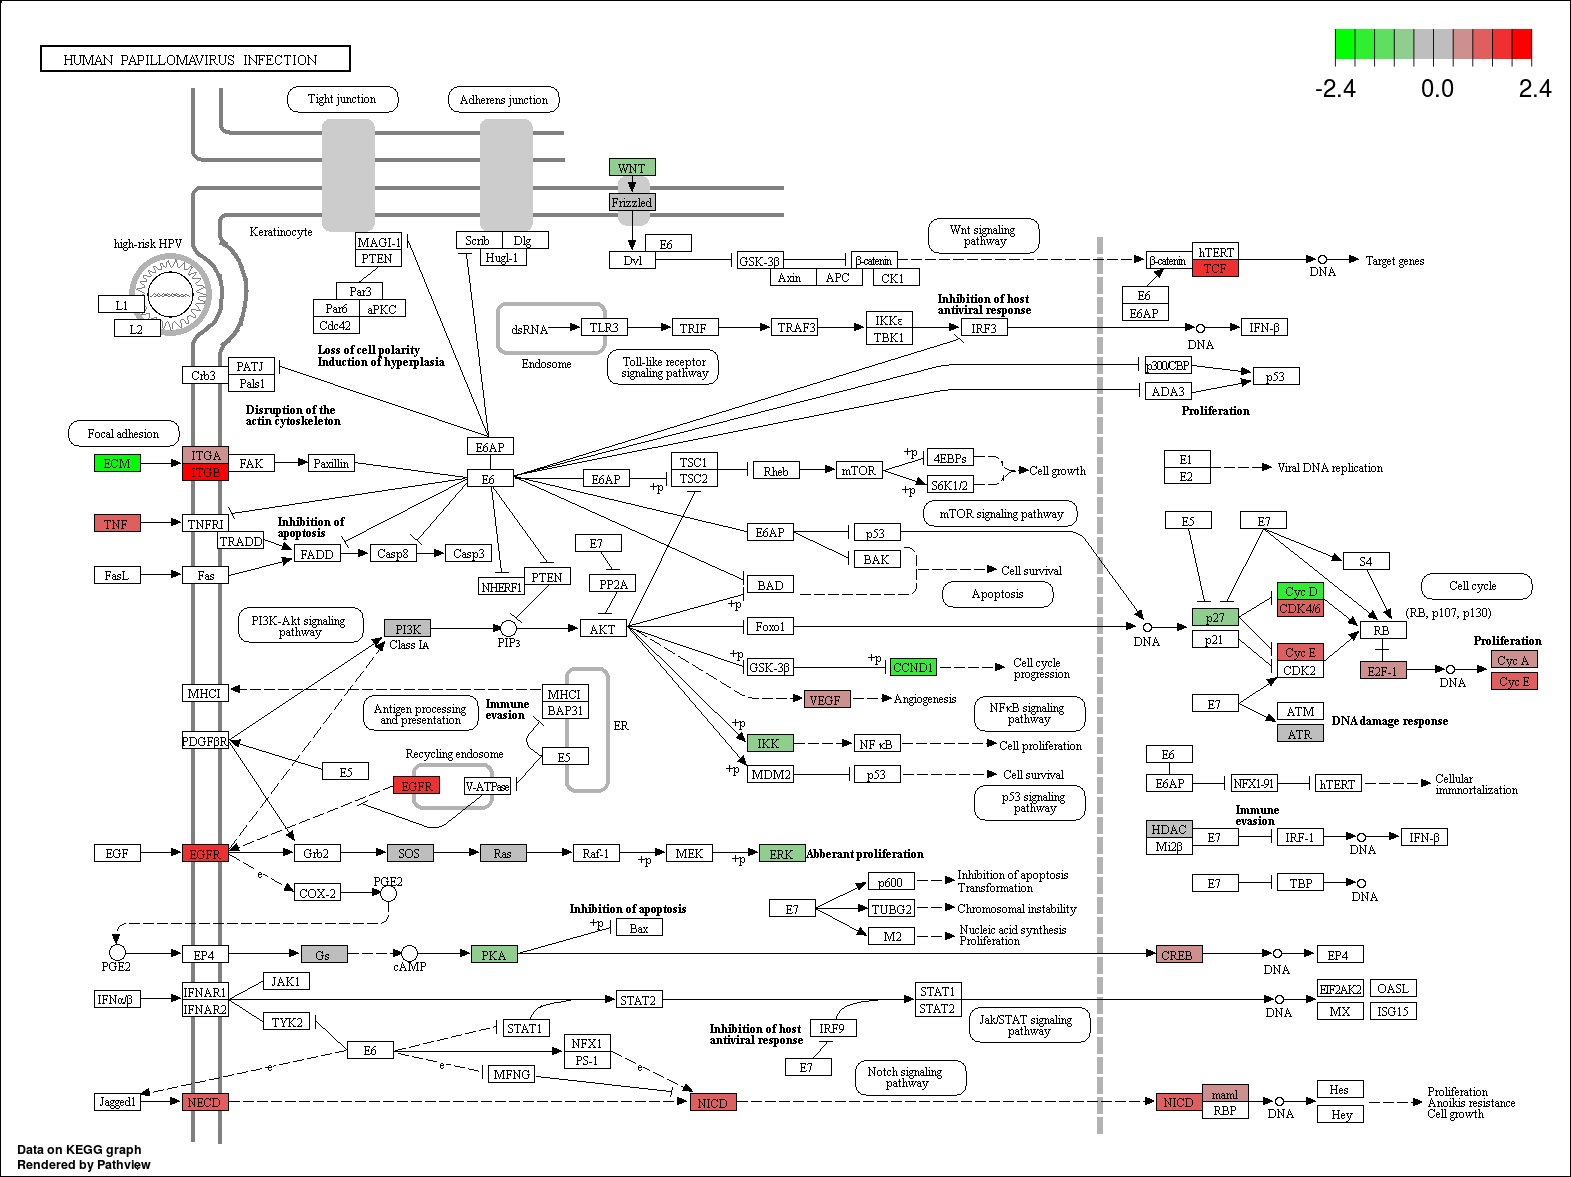 HUMAN PAPILLOMAVIRUS INFECTION
-2.4 0.0 2.4
Tight junction
Adherens junction
WNT
Frizzled
Keratinocyte
high-risk HPV
L1
L2
MAGI-1
PTEN
Par3
Par6 aPKC
Cdc42
Scrib Dlg
Hugl-1
E6
Dvl
GSK-3β
Axin APC
β-catenin
CK1
Wnt signaling
pathway
β-catenin
hTERT
TCF
DNA
Target genes
E6
E6AP
Loss of cell polarity
Induction of hyperplasia
dsRNA
TLR3
TRIF
TRAF3
IKKε
TBK1
Inhibition of host
antiviral response
IRF3
DNA
IFN-β
Endosome
Toll-like receptor
signaling pathway
Crb3
PATJ
Pals1
p300/CBP
ADA3
p53
Proliferation
Disruption of the
actin cytoskeleton
Focal adhesion
ECM
ITGA
ITGB
FAK
Paxillin
E6AP
E6
E6AP
+p
TSC1
TSC2
Rheb
mTOR
+p
+p
4EBPs
S6K1/2
Cell growth
mTOR signaling pathway
E1
E2
Viral DNA replication
TNF
TNFRI
TRADD
Inhibition of
apoptosis
FADD
Casp8
Casp3
FasL
Fas
NHERF1
PTEN
E7
PP2A
E6AP
p53
BAK
BAD
+p
Cell survival
Apoptosis
E5
E7
S4
Cell cycle
p27
p21
Cyc D
CDK4/6
Cyc E
CDK2
RB
(RB, p107, p130)
E2F-1
DNA
Proliferation
Cyc A
Cyc E
PI3K-Akt signaling
pathway
PI3K
Class IA
PIP3
AKT
Foxo1
DNA
+p
GSK-3β
+p
CCND1
Cell cycle
progression
VEGF
Angiogenesis
E7
ATM
ATR
DNA damage response
MHCI
Antigen processing
and presentation
Immune
evasion
MHCI
BAP31
ER
E5
NFκB signaling
pathway
+p
IKK
NFκB
Cell proliferation
+p
MDM2
p53
Cell survival
p53 signaling
pathway
PDGFβR
E5
Recycling endosome
EGFR
V-ATPase
E6
E6AP
NFX1-91
hTERT
Cellular
immnortalization
Immune
evasion
HDAC
Mi2β
E7
IRF-1
DNA
IFN-β
E7
TBP
DNA
EGF
EGFR
Grb2
SOS
Ras
Raf-1
+p
MEK
+p
ERK
Abberant proliferation
e
COX-2
PGE2
E7
p600
TUBG2
M2
Inhibition of apoptosis
Transformation
Chromosomal instability
Nucleic acid synthesis
Proliferation
Inhibition of apoptosis
+p
Bax
PGE2
EP4
Gs
cAMP
PKA
CREB
DNA
EP4
IFNα/β
IFNAR1
IFNAR2
JAK1
TYK2
STAT2
STAT1
STAT1
STAT2
DNA
EIF2AK2 OASL
MX ISG15
Inhibition of host
antiviral response
IRF9
E7
Jak/STAT signaling
pathway
E6
NFX1
PS-1
MFNG
e
e
e
Notch signaling
pathway
Jagged1
NECD
NICD
NICD
maml
RBP
DNA
Hes
Hey
Proliferation
Anoikis resistance
Cell growth
Data on KEGG graph
Rendered by Pathview